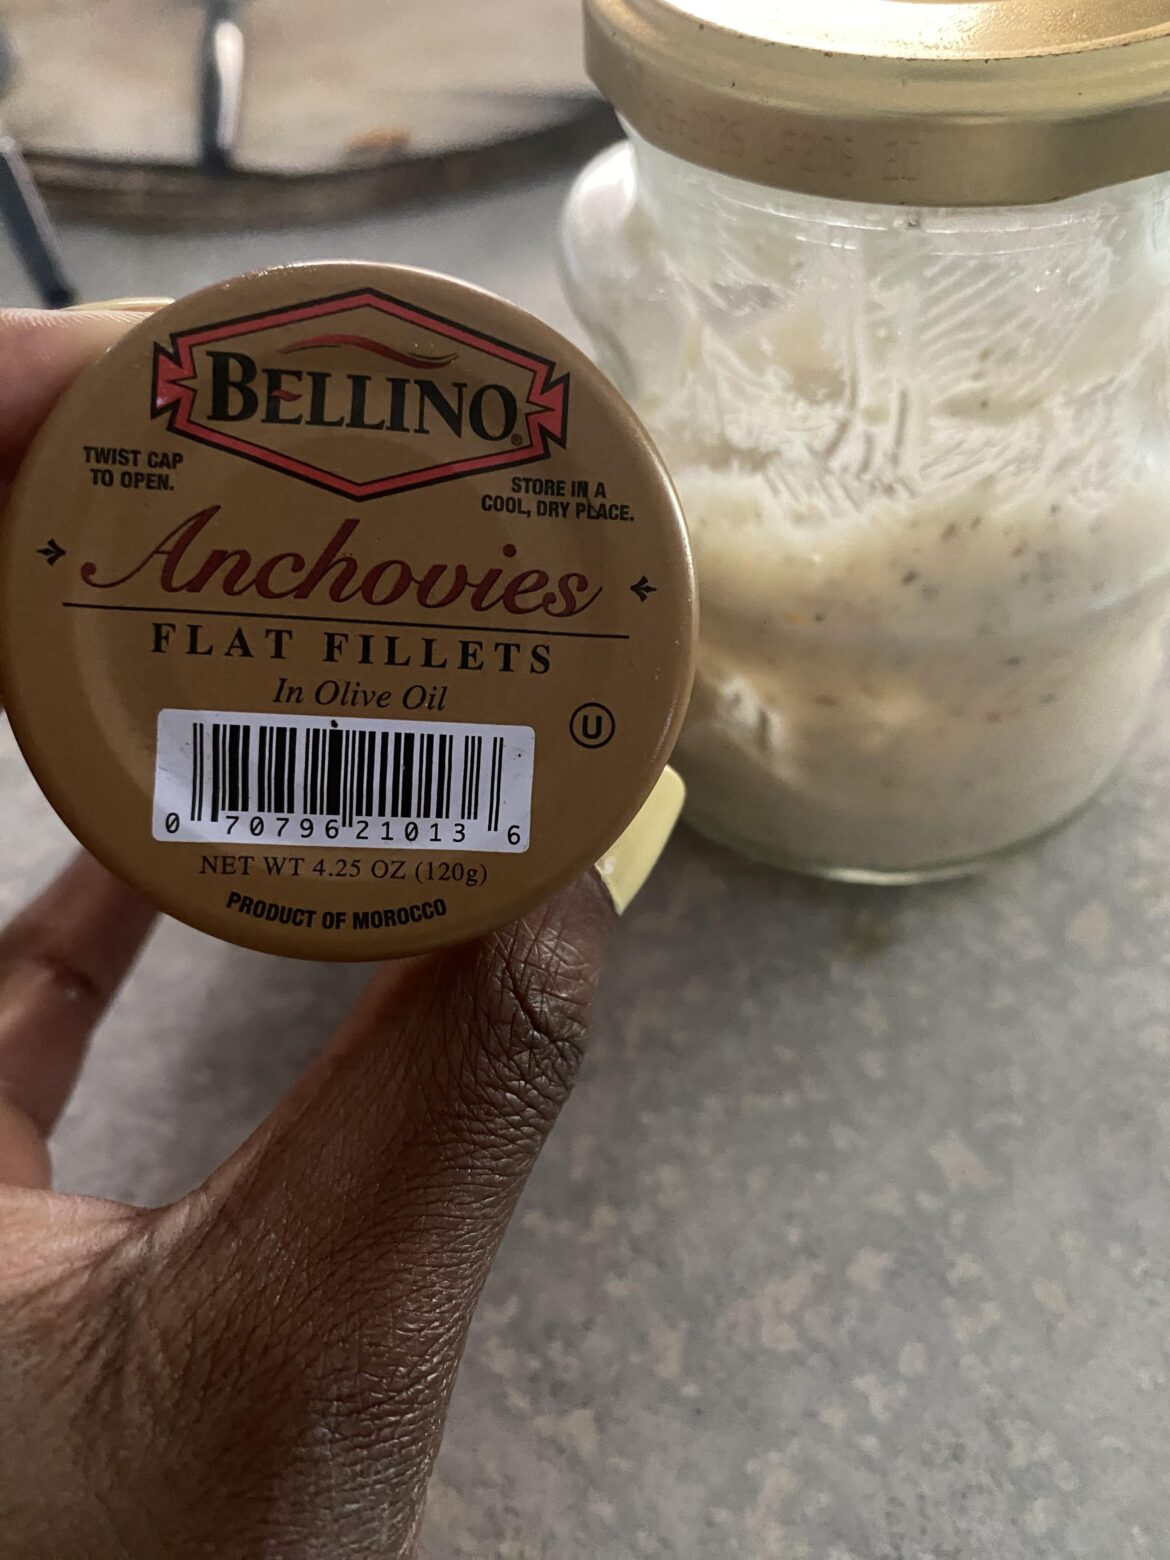 BELLINO®
TWIST CAP
TO OPEN.
STORE IN A
COOL, DRY PLACE.
Anchovies
FLAT FILLETS
In Olive Oil
U
0 70796 21013 6
NET WT 4.25 OZ (120g)
PRODUCT OF MOROCCO